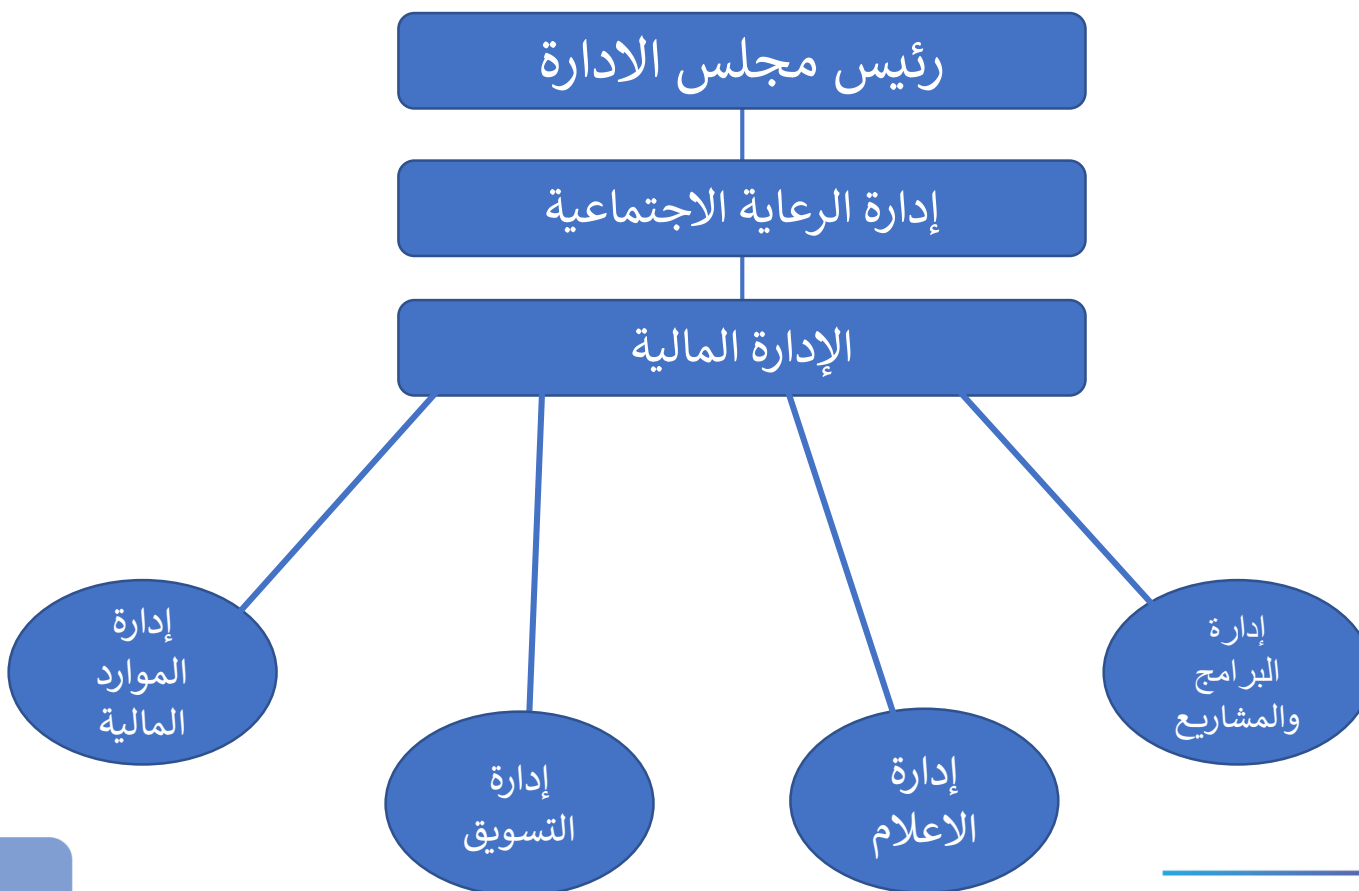 رئيس مجلس الادارة
إدارة الرعاية الاجتماعية
الإدارة المالية
إدارة
البرامج
والمشاريع
إدارة
الاعلام
إدارة
التسويق
إدارة
الموارد
المالية